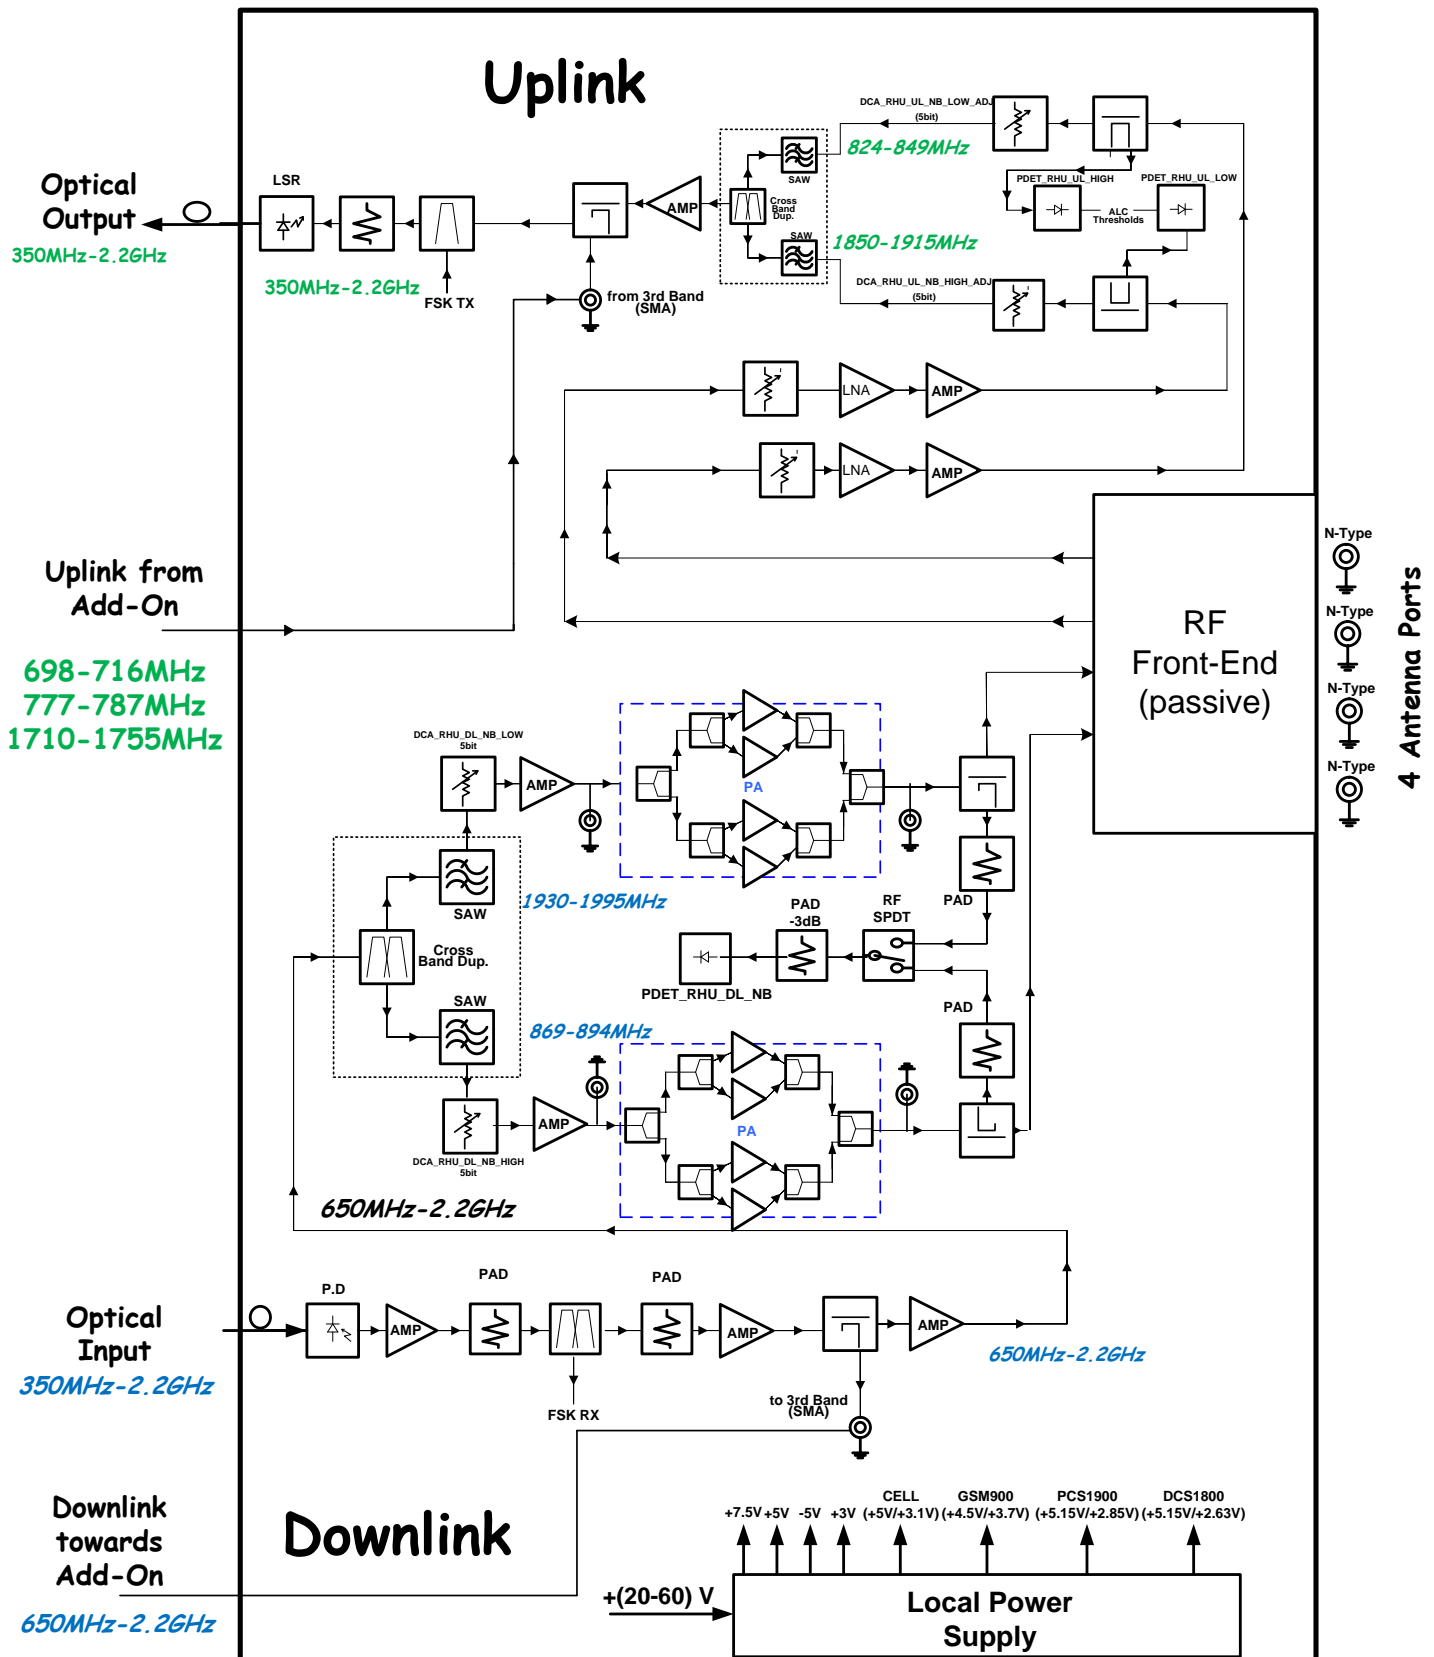 Uplink
DCA_RHU_UL_NB_LOW_ADJ
(5bit)
824-849MHz
PDET_RHU_UL_HIGH
PDET_RHU_UL_LOW
ALC
Thresholds
SAW
Cross
Band
Dup.
SAW
1850-1915MHz
AMP
LSR
Optical
Output
350MHz-2.2GHz
350MHz-2.2GHz
FSK TX
from 3rd Band
(SMA)
DCA_RHU_UL_NB_HIGH_ADJ
(5bit)
LNA
AMP
LNA
AMP
Uplink from
Add-On
698-716MHz
777-787MHz
1710-1755MHz
RF
Front-End
(passive)
N-Type
N-Type
N-Type
N-Type
4 Antenna Ports
DCA_RHU_DL_NB_LOW
5bit
AMP
PA
SAW
1930-1995MHz
Cross
Band Dup.
SAW
869-894MHz
PAD
-3dB
RF
SPDT
PAD
PDET_RHU_DL_NB
PAD
AMP
PA
DCA_RHU_DL_NB_HIGH
5bit
650MHz-2.2GHz
P.D
PAD
PAD
AMP
AMP
AMP
650MHz-2.2GHz
Optical
Input
350MHz-2.2GHz
FSK RX
to 3rd Band
(SMA)
Downlink
towards
Add-On
650MHz-2.2GHz
Downlink
+7.5V +5V -5V +3V
CELL
(+5V/+3.1V)
GSM900
(+4.5V/+3.7V)
PCS1900
(+5.15V/+2.85V)
DCS1800
(+5.15V/+2.63V)
+(20-60) V
Local Power
Supply